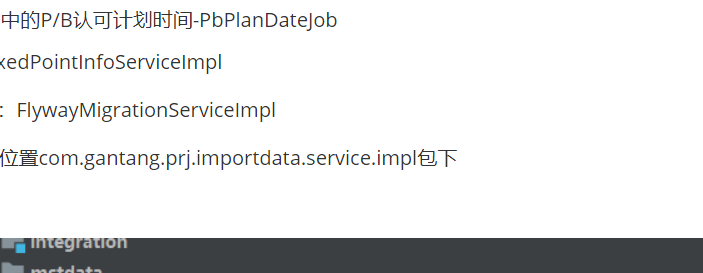 中的P/B认可计划时间-PbPlanDateJob
xedPointInfoServiceImpl
：FlywayMigrationServiceImpl
位置com.gantang.prj.importdata.service.impl包下
integration
mstdata